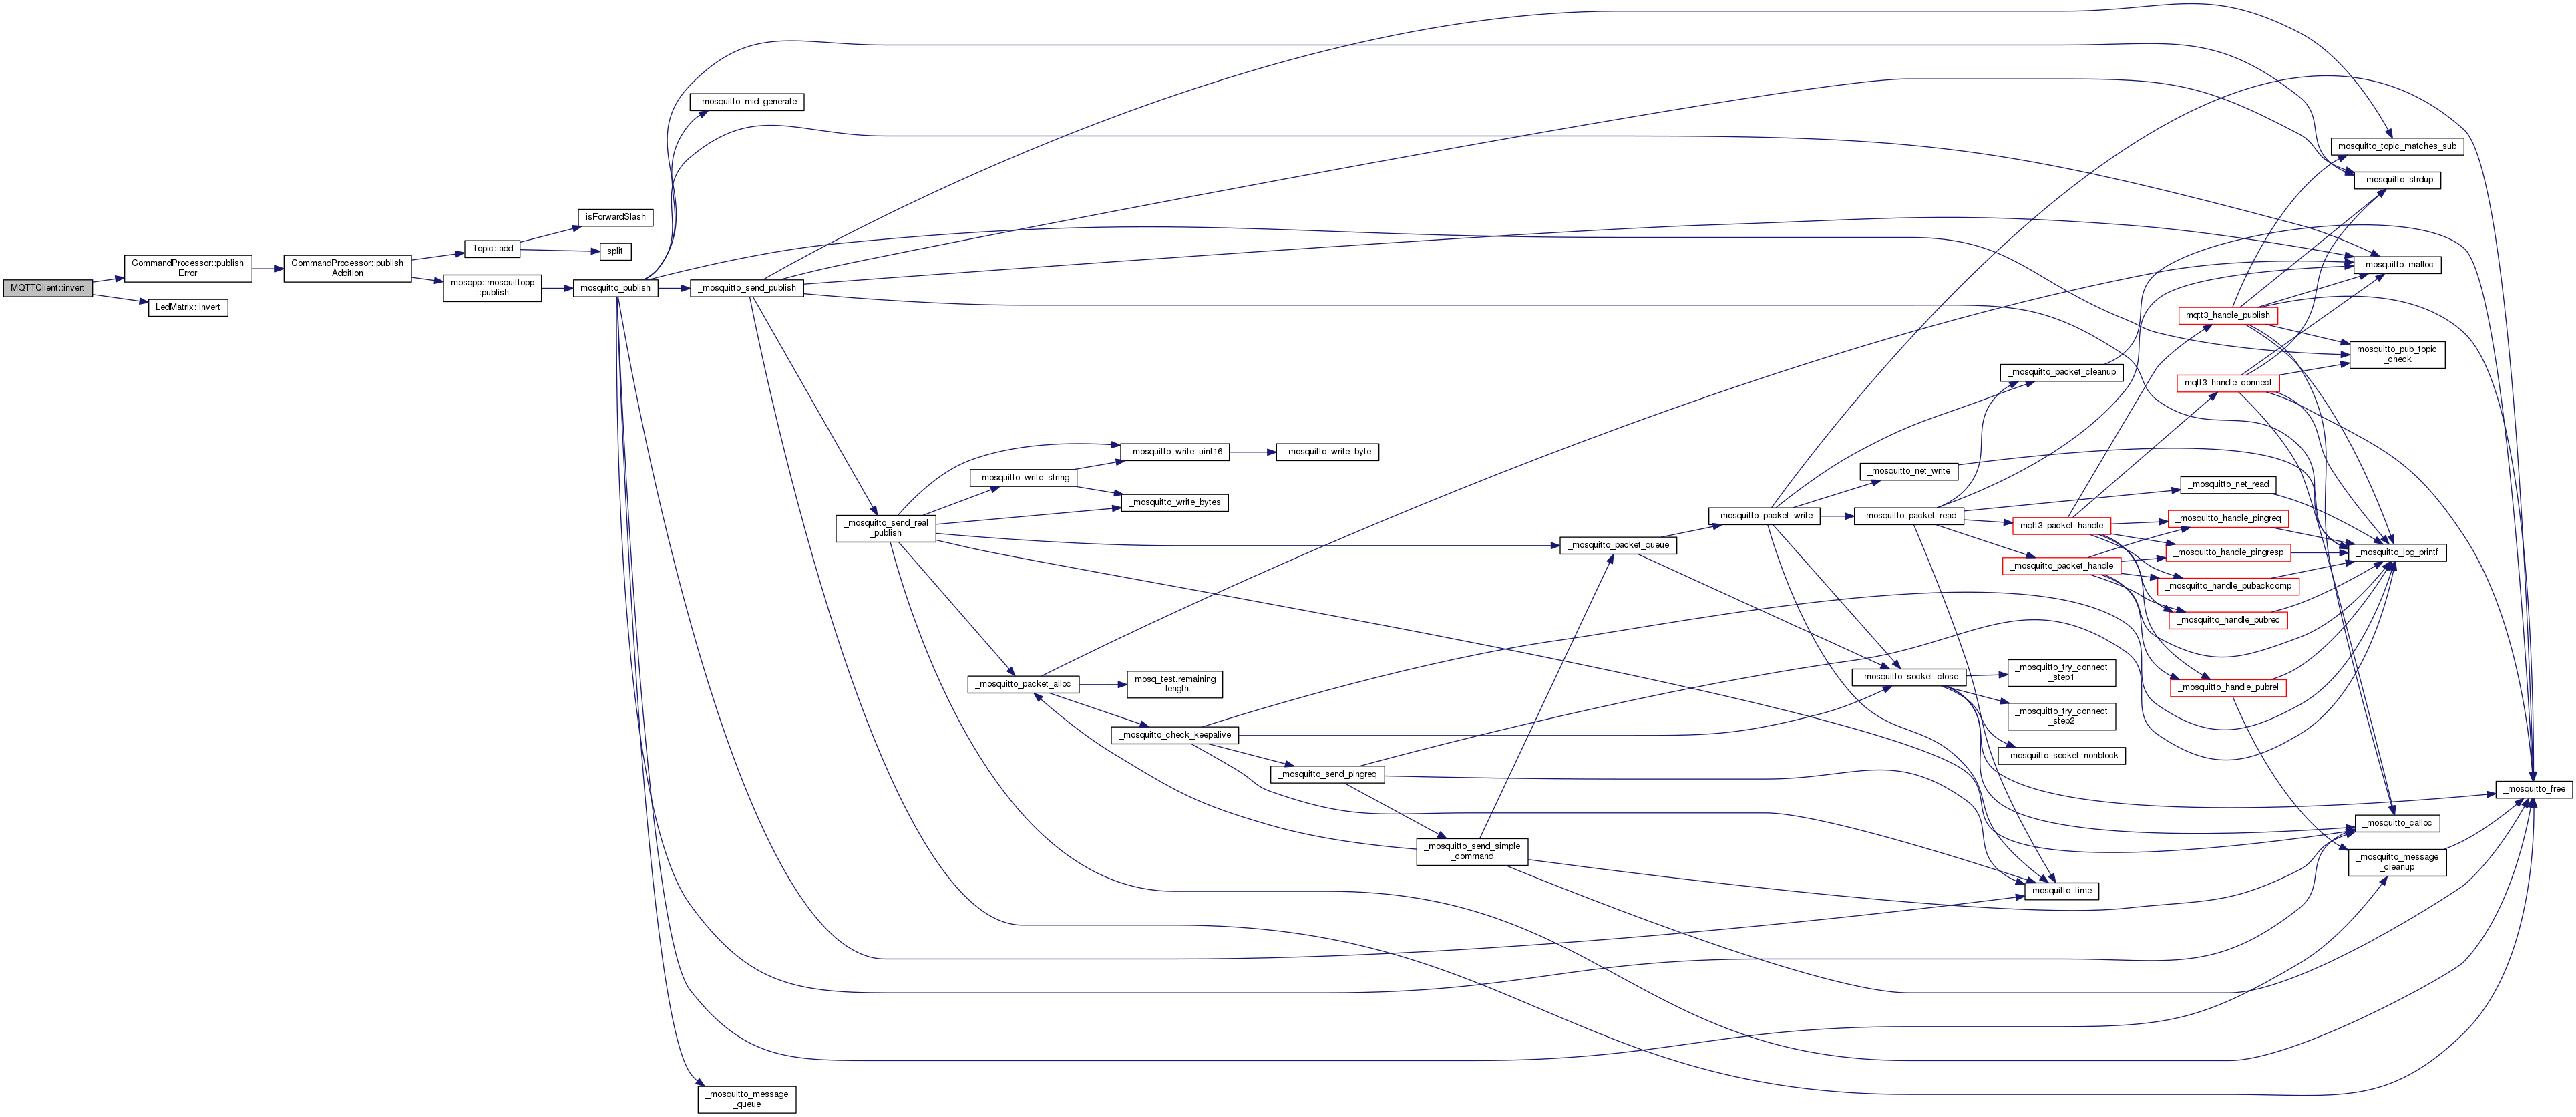 MQTTClient::invert
CommandProcessor::publish
Error
LedMatrix::invert
CommandProcessor::publish
Addition
Topic::add
mosqpp::mosquittopp
::publish
isForwardSlash
split
mosquitto_publish
_mosquitto_mid_generate
_mosquitto_send_publish
_mosquitto_message
_queue
_mosquitto_send_real
_publish
_mosquitto_write_string
_mosquitto_packet_alloc
_mosquitto_write_uint16
_mosquitto_write_bytes
mosq_test.remaining
_length
_mosquitto_check_keepalive
_mosquitto_write_byte
_mosquitto_send_pingreq
_mosquitto_send_simple
_command
_mosquitto_packet_queue
_mosquitto_packet_write
_mosquitto_net_write
_mosquitto_packet_read
_mosquitto_socket_close
_mosquitto_packet_cleanup
mqtt3_packet_handle
_mosquitto_packet_handle
_mosquitto_try_connect
_step1
_mosquitto_try_connect
_step2
_mosquitto_socket_nonblock
mosquitto_time
mqtt3_handle_publish
mqtt3_handle_connect
_mosquitto_net_read
_mosquitto_handle_pingreq
_mosquitto_handle_pingresp
_mosquitto_handle_pubackcomp
_mosquitto_handle_pubrec
_mosquitto_handle_pubrel
mosquitto_topic_matches_sub
_mosquitto_strdup
_mosquitto_malloc
mosquitto_pub_topic
_check
_mosquitto_log_printf
_mosquitto_calloc
_mosquitto_message
_cleanup
_mosquitto_free